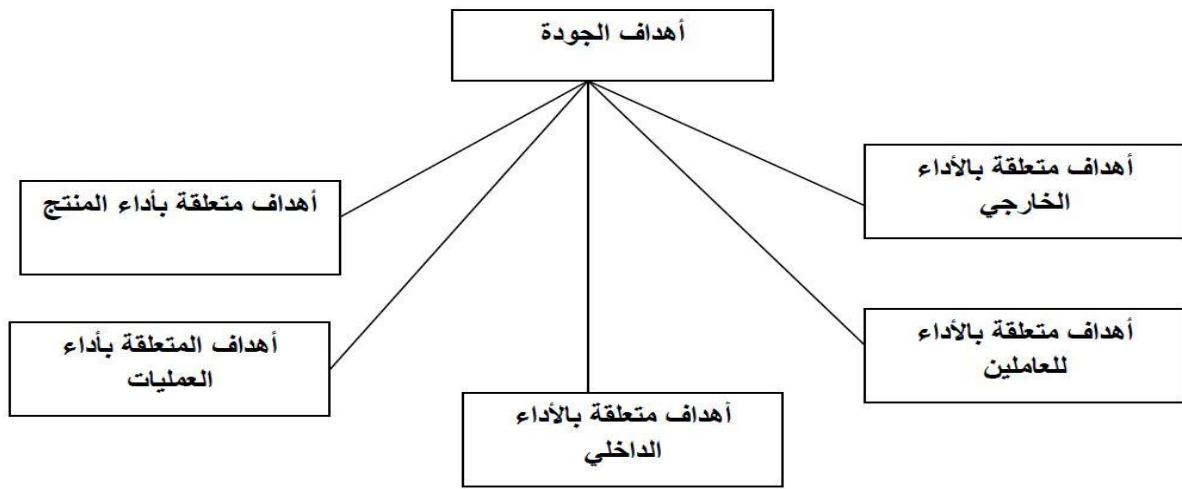 أهداف الجودة
أهداف متعلقة بالأداء
الخارجي
أهداف متعلقة بأداء المنتج
أهداف متعلقة بالأداء
للعاملين
أهداف المتعلقة بأداء
العمليات
أهداف متعلقة بالأداء
الداخلي